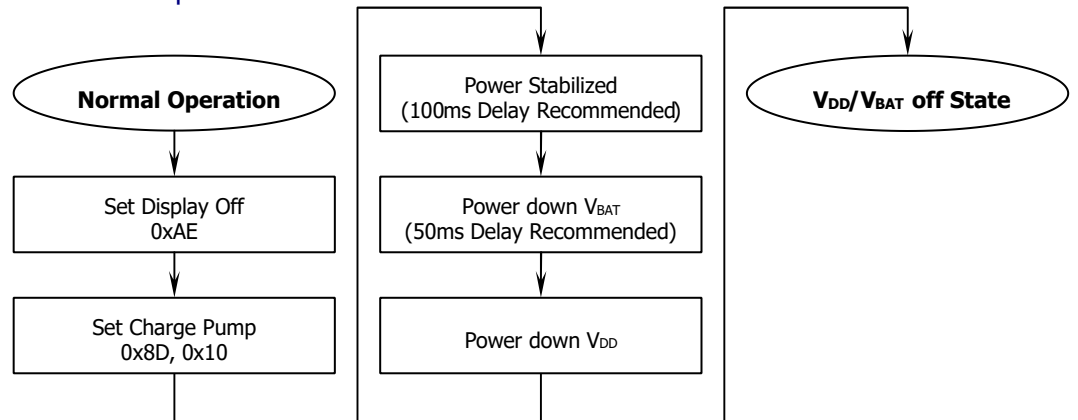 Normal Operation
Set Display Off
0xAE
Set Charge Pump
0x8D, 0x10
Power Stabilized
(100ms Delay Recommended)
Power down VBAT
(50ms Delay Recommended)
Power down VDD
VDD/VBAT off State